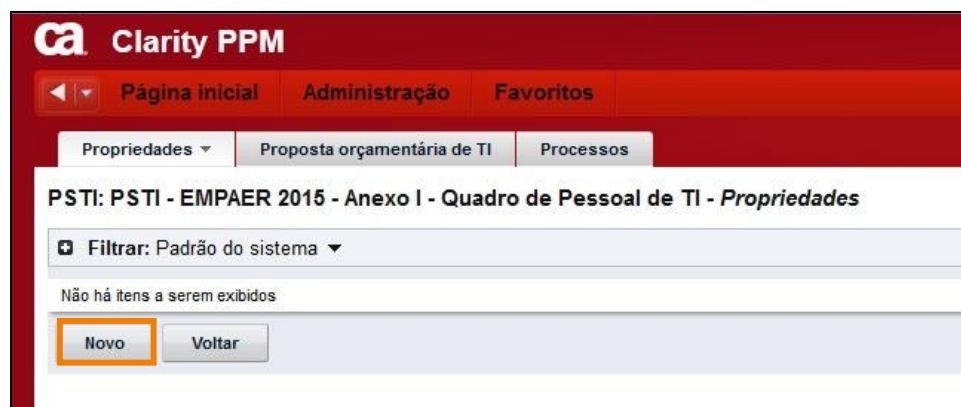 ca Clarity PPM
Página inicial Administração Favoritos
Propriedades Proposta orçamentária de TI Processos
PSTI: PSTI - EMPAER 2015 - Anexo I - Quadro de Pessoal de TI - Propriedades
Filtrar: Padrão do sistema
Não há itens a serem exibidos
Novo Voltar